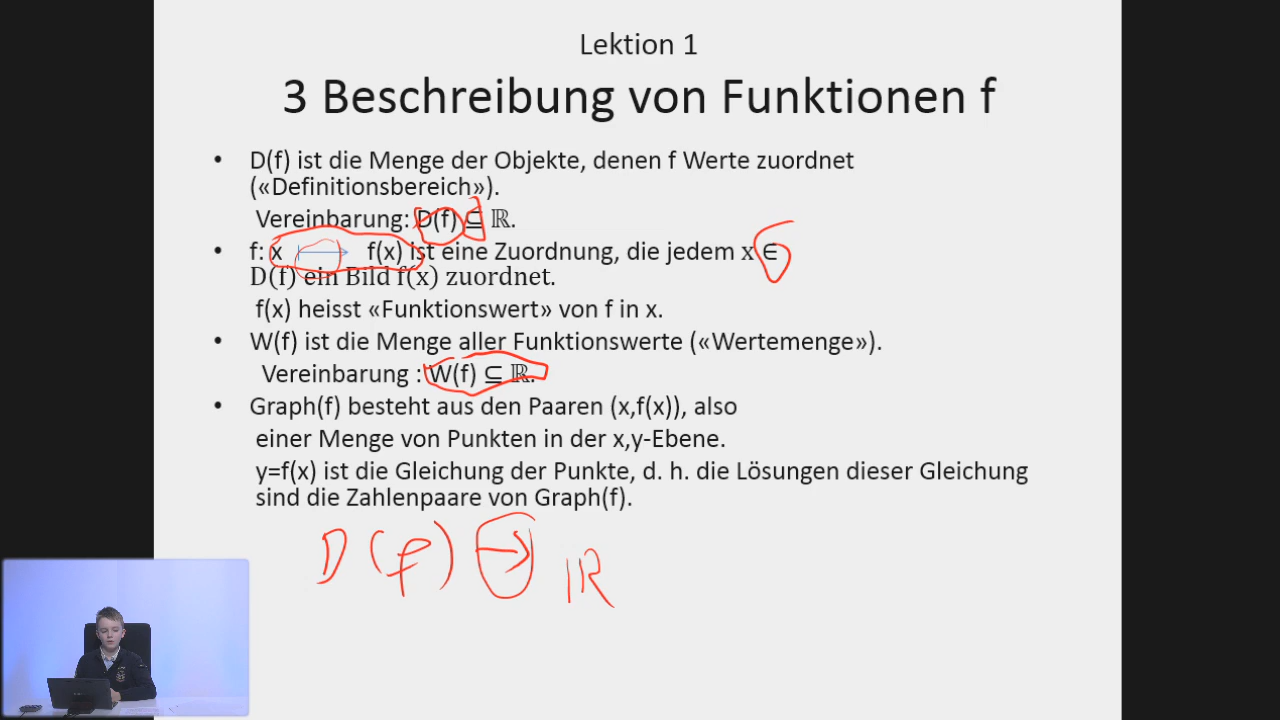 Lektion 1
3 Beschreibung von Funktionen f
• D(f) ist die Menge der Objekte, denen f Werte zuordnet
(«Definitionsbereich»).
Vereinbarung: D(f) ⊆ ℝ.
• f: x ↦ f(x) ist eine Zuordnung, die jedem x ∈
D(f) ein Bild f(x) zuordnet.
f(x) heisst «Funktionswert» von f in x.
• W(f) ist die Menge aller Funktionswerte («Wertemenge»).
Vereinbarung : W(f) ⊆ ℝ.
• Graph(f) besteht aus den Paaren (x,f(x)), also
einer Menge von Punkten in der x,y-Ebene.
y=f(x) ist die Gleichung der Punkte, d. h. die Lösungen dieser Gleichung
sind die Zahlenpaare von Graph(f).
D(f) → ℝ